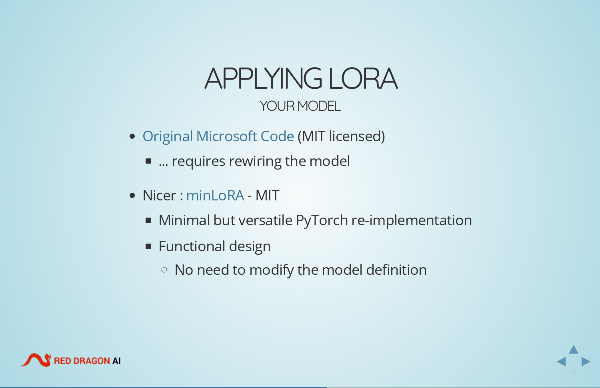 APPLYING LORA
YOUR MODEL
Original Microsoft Code (MIT licensed)
... requires rewiring the model
Nicer : minLoRA - MIT
Minimal but versatile PyTorch re-implementation
Functional design
No need to modify the model definition
RED DRAGON AI